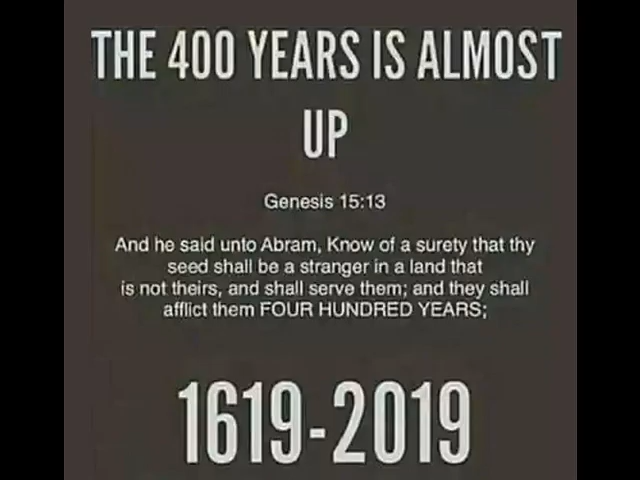 THE 400 YEARS IS ALMOST
UP
Genesis 15:13
And he said unto Abram, Know of a surety that thy
seed shall be a stranger in a land that
is not theirs, and shall serve them; and they shall
afflict them FOUR HUNDRED YEARS;
1619-2019